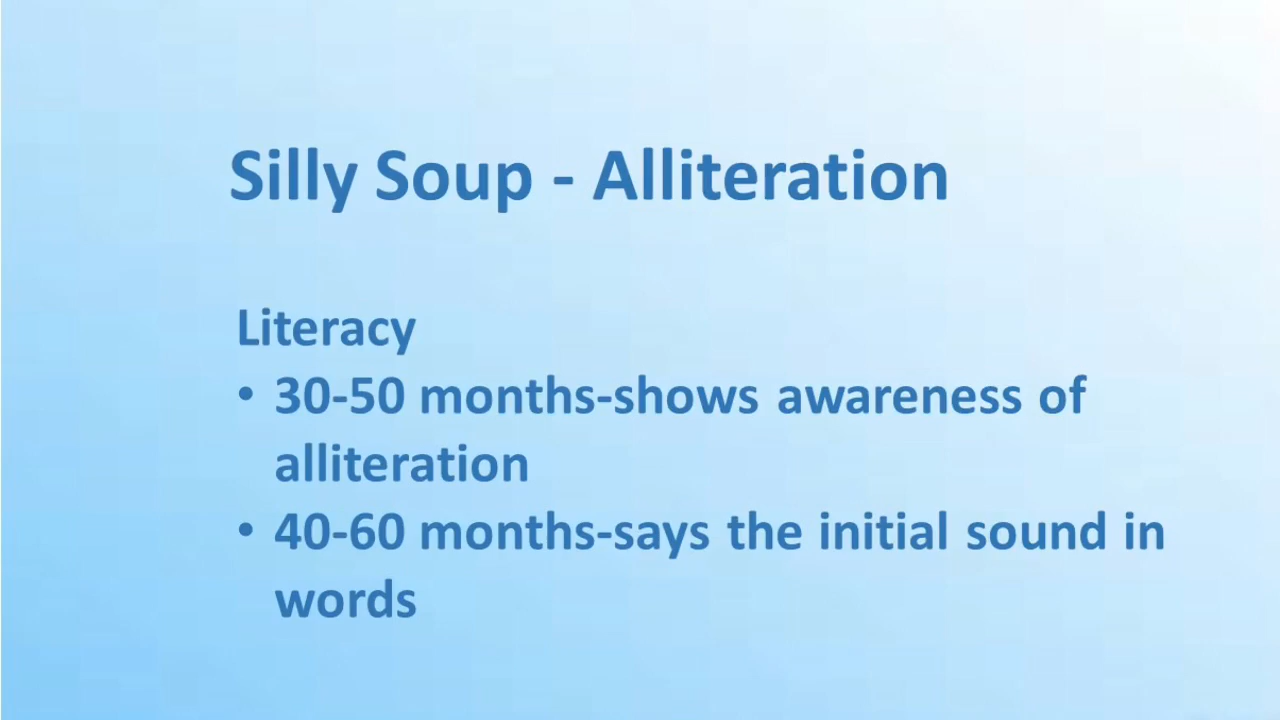 Silly Soup - Alliteration
Literacy
• 30-50 months-shows awareness of
alliteration
• 40-60 months-says the initial sound in
words